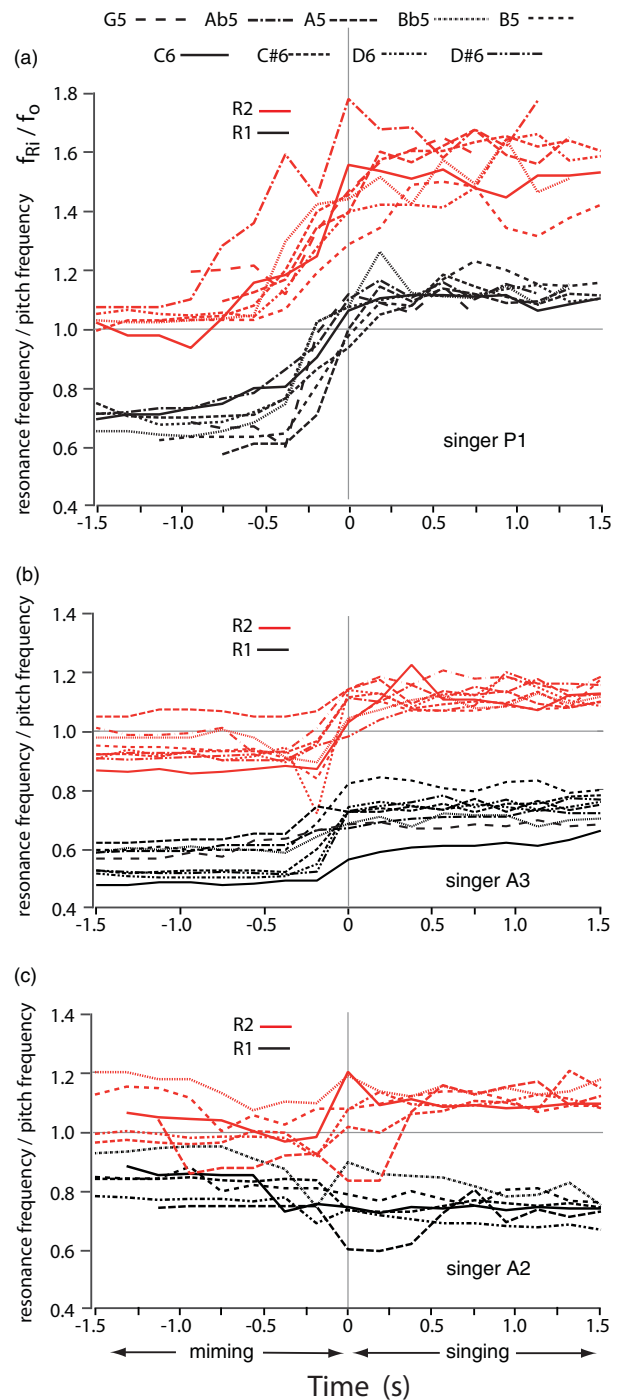 G5 Ab5 A5 Bb5 B5
C6 C#6 D6 D#6
(a)
resonance frequency / pitch frequency fRi / fo
1.8
1.6
1.4
1.2
1.0
0.8
0.6
0.4
R2
R1
singer P1
-1.5 -1.0 -0.5 0 0.5 1.0 1.5
(b)
resonance frequency / pitch frequency
1.4
1.2
1.0
0.8
0.6
0.4
R2
R1
singer A3
-1.5 -1.0 -0.5 0 0.5 1.0 1.5
(c)
resonance frequency / pitch frequency
1.4
1.2
1.0
0.8
0.6
0.4
R2
R1
singer A2
-1.5 -1.0 -0.5 0 0.5 1.0 1.5
miming singing
Time (s)